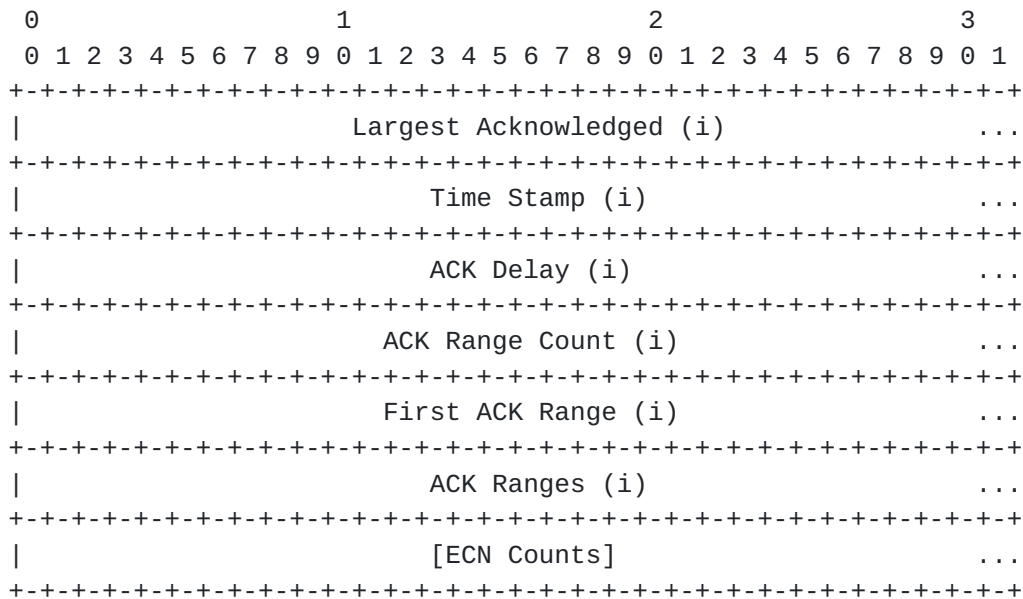 0                   1                   2                   3
 0 1 2 3 4 5 6 7 8 9 0 1 2 3 4 5 6 7 8 9 0 1 2 3 4 5 6 7 8 9 0 1
+-+-+-+-+-+-+-+-+-+-+-+-+-+-+-+-+-+-+-+-+-+-+-+-+-+-+-+-+-+-+-+-+
|                     Largest Acknowledged (i)                ...
+-+-+-+-+-+-+-+-+-+-+-+-+-+-+-+-+-+-+-+-+-+-+-+-+-+-+-+-+-+-+-+-+
|                          Time Stamp (i)                     ...
+-+-+-+-+-+-+-+-+-+-+-+-+-+-+-+-+-+-+-+-+-+-+-+-+-+-+-+-+-+-+-+-+
|                          ACK Delay (i)                      ...
+-+-+-+-+-+-+-+-+-+-+-+-+-+-+-+-+-+-+-+-+-+-+-+-+-+-+-+-+-+-+-+-+
|                       ACK Range Count (i)                   ...
+-+-+-+-+-+-+-+-+-+-+-+-+-+-+-+-+-+-+-+-+-+-+-+-+-+-+-+-+-+-+-+-+
|                       First ACK Range (i)                   ...
+-+-+-+-+-+-+-+-+-+-+-+-+-+-+-+-+-+-+-+-+-+-+-+-+-+-+-+-+-+-+-+-+
|                          ACK Ranges (i)                     ...
+-+-+-+-+-+-+-+-+-+-+-+-+-+-+-+-+-+-+-+-+-+-+-+-+-+-+-+-+-+-+-+-+
|                          [ECN Counts]                       ...
+-+-+-+-+-+-+-+-+-+-+-+-+-+-+-+-+-+-+-+-+-+-+-+-+-+-+-+-+-+-+-+-+